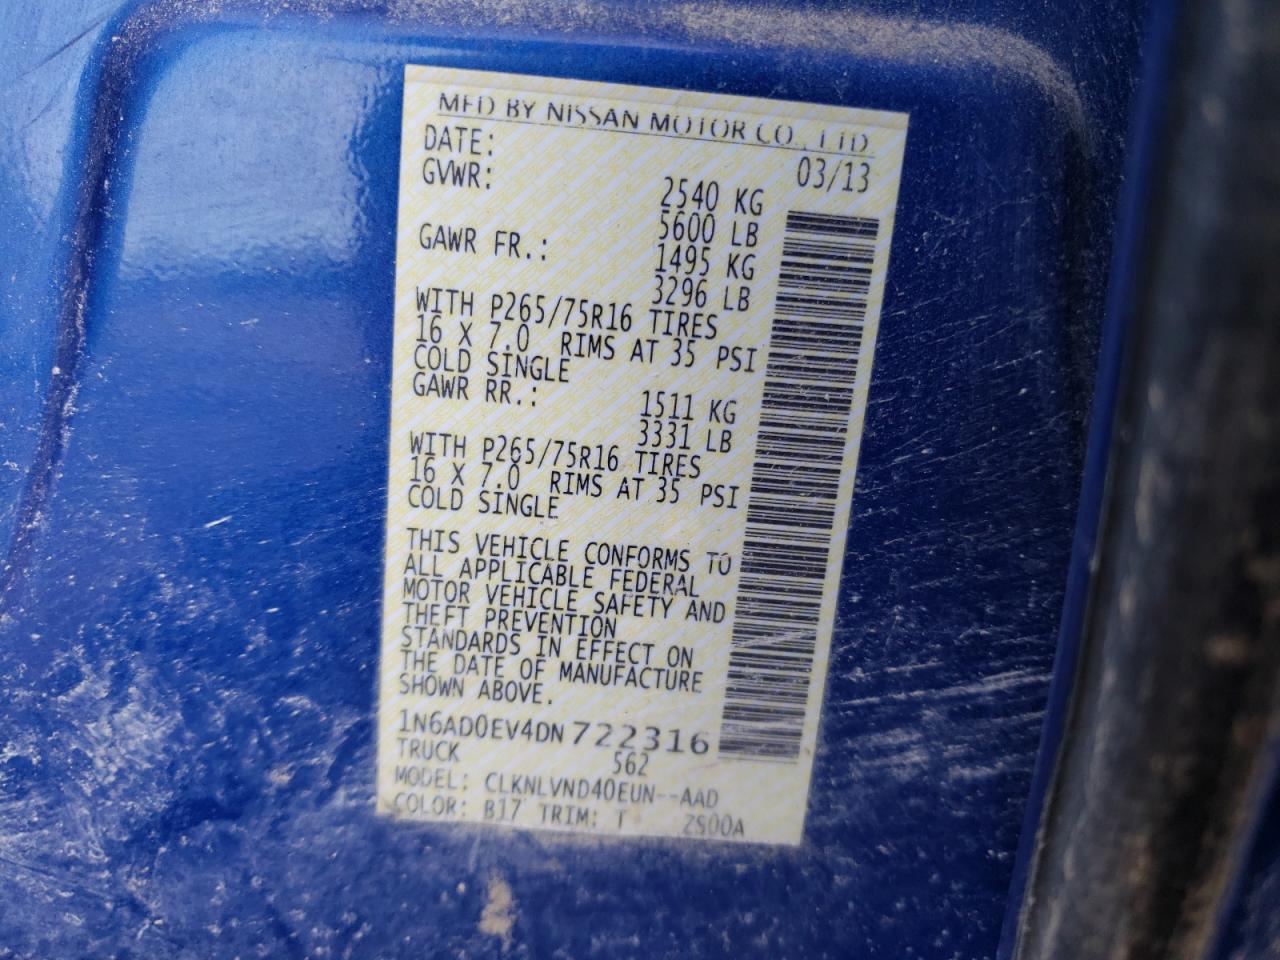 MFD BY NISSAN MOTOR CO., LTD
DATE: 03/13
GVWR: 2540 KG
5600 LB
GAWR FR.: 1495 KG
3296 LB
WITH P265/75R16 TIRES
16 X 7.0 RIMS AT 35 PSI
COLD SINGLE
GAWR RR.: 1511 KG
3331 LB
WITH P265/75R16 TIRES
16 X 7.0 RIMS AT 35 PSI
COLD SINGLE
THIS VEHICLE CONFORMS TO
ALL APPLICABLE FEDERAL
MOTOR VEHICLE SAFETY AND
THEFT PREVENTION
STANDARDS IN EFFECT ON
THE DATE OF MANUFACTURE
SHOWN ABOVE.
1N6AD0EV4DN722316
TRUCK 562
MODEL: CLKNLVND40EUN--AAD
COLOR: B17 TRIM: T ZS00A